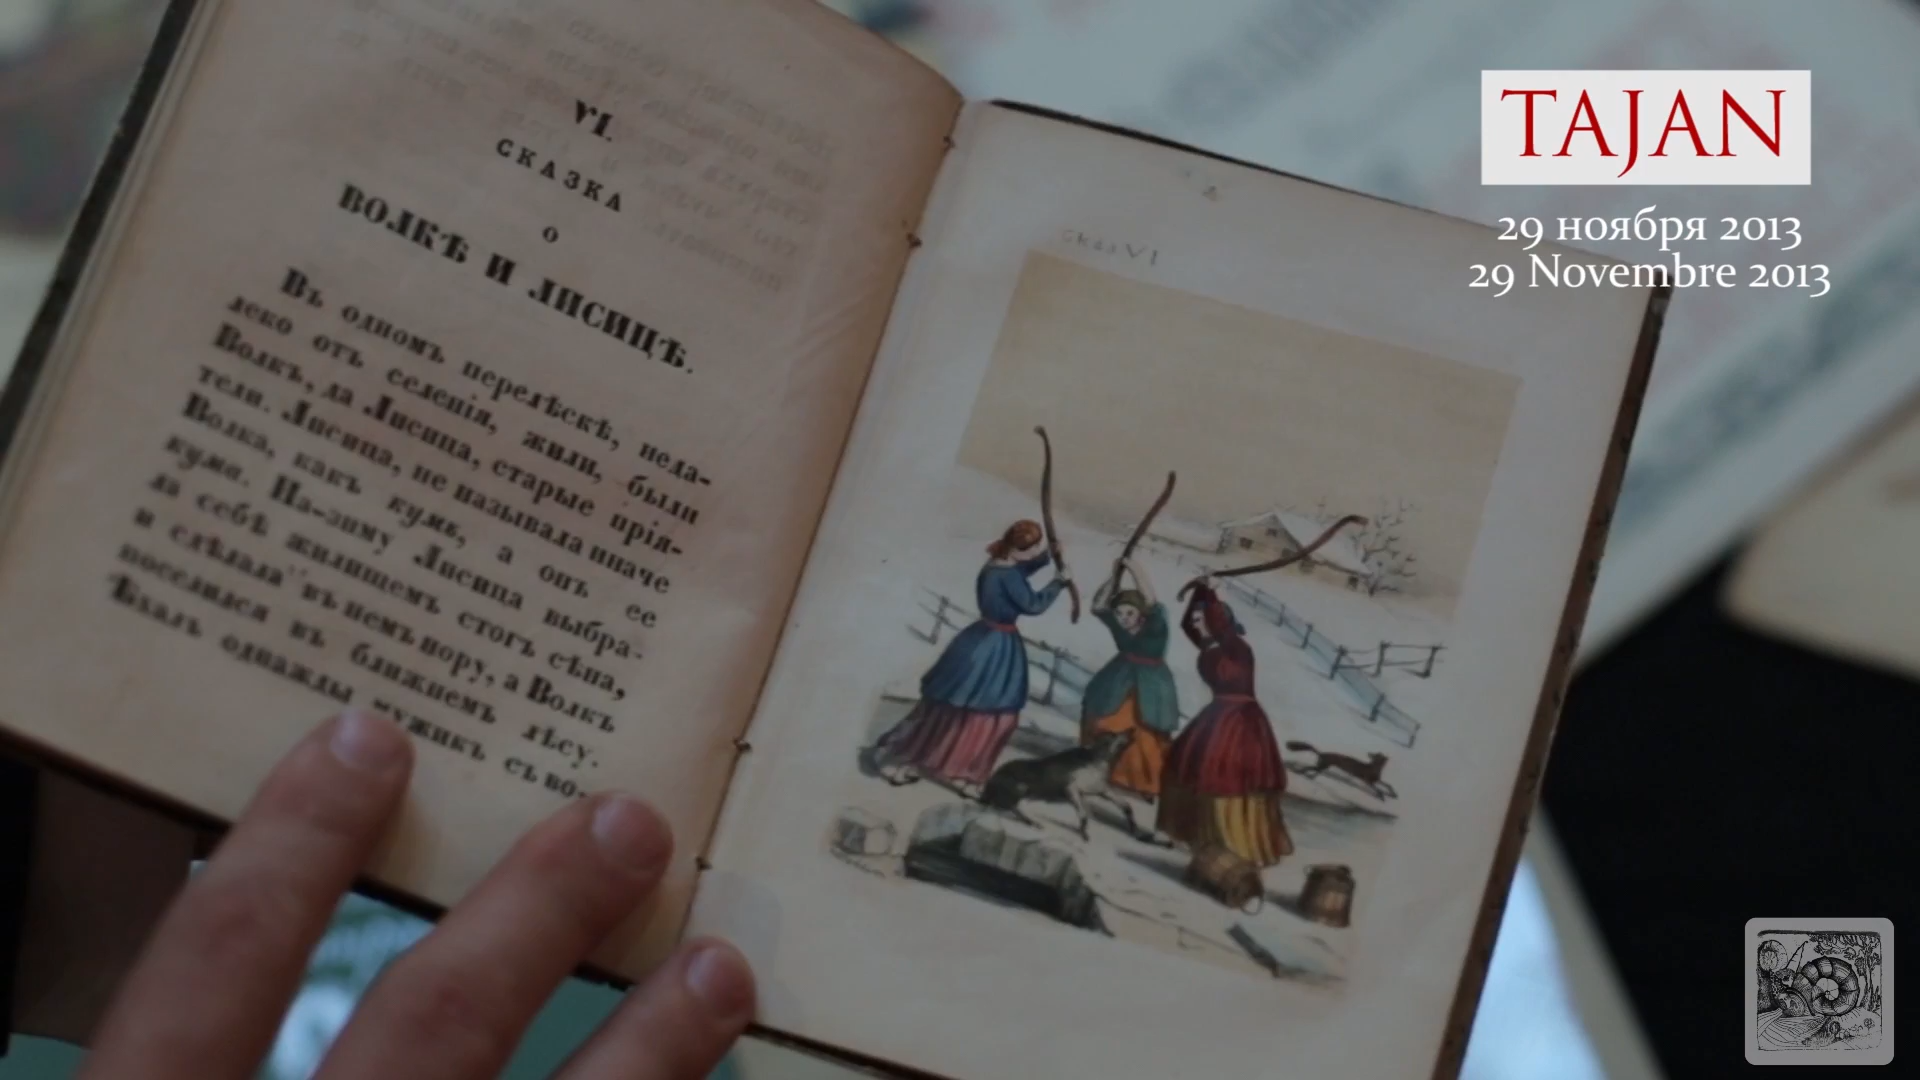 VI.
СКАЗКА
О
ВОЛКѢ И ЛИСИЦѢ.
Въ одномъ перелѣскѣ, неда-
леко отъ селенія, жили, были
Волкъ, да Лисица, старые прія-
тели. Лисица, не называла иначе
Волка, какъ кумъ, а онъ ее
кума. На-зиму Лисица выбра-
ла себѣ жилищемъ стогъ сѣна,
и сдѣлала въ немъ нору, а Волкъ
поселился въ ближнемъ лѣсу.
Ѣхалъ однажды мужикъ съ во-
сказ VI
TAJAN
29 ноября 2013
29 Novembre 2013